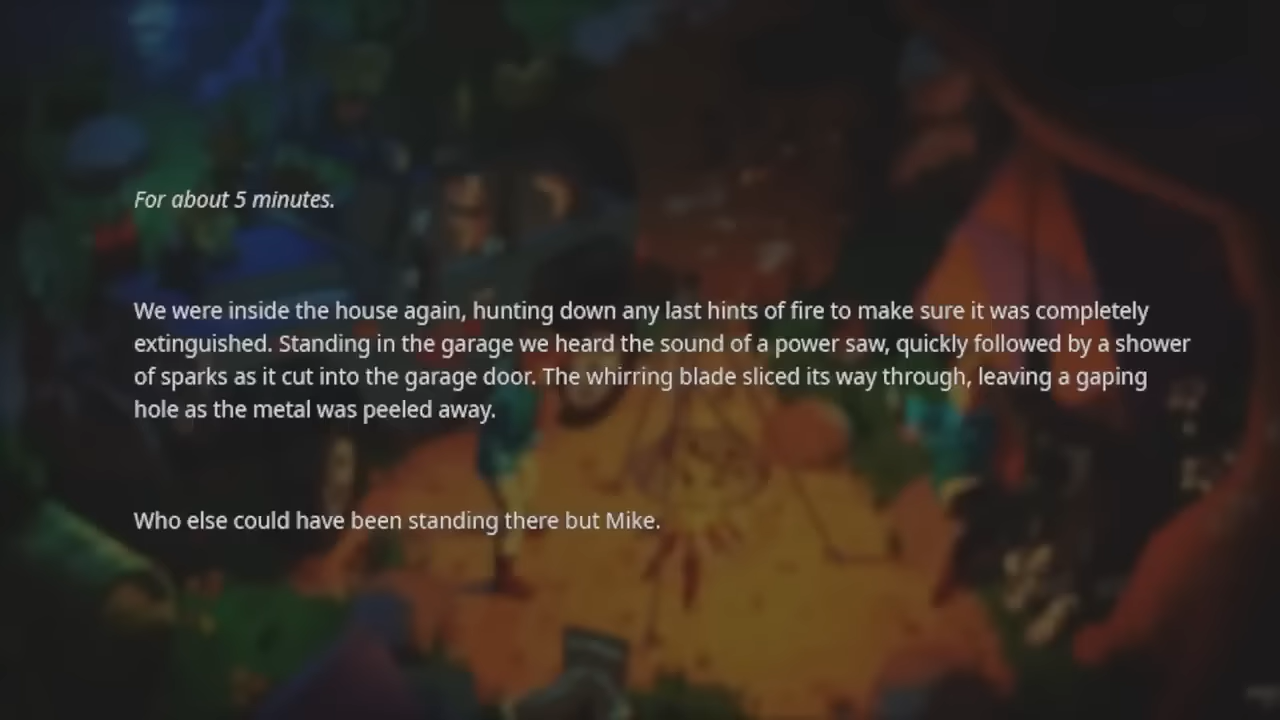 For about 5 minutes.
We were inside the house again, hunting down any last hints of fire to make sure it was completely
extinguished. Standing in the garage we heard the sound of a power saw, quickly followed by a shower
of sparks as it cut into the garage door. The whirring blade sliced its way through, leaving a gaping
hole as the metal was peeled away.
Who else could have been standing there but Mike.